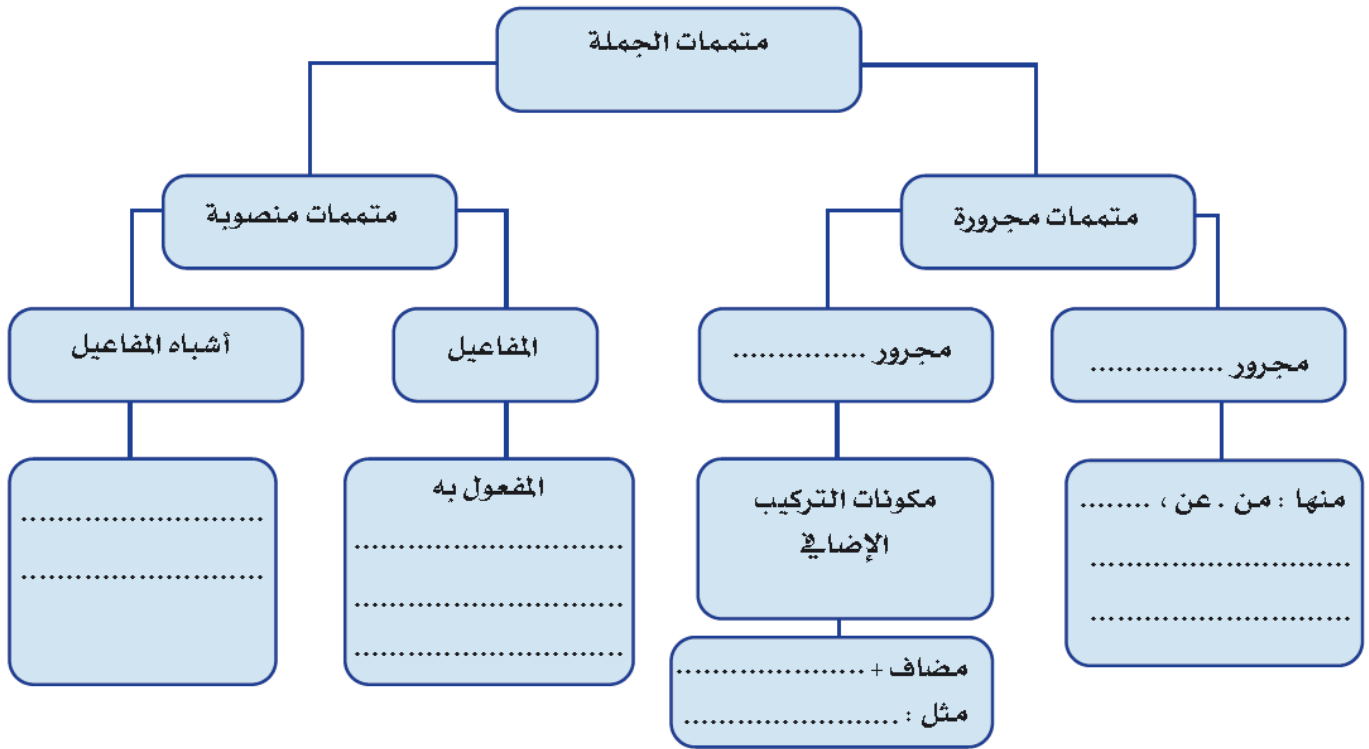 متممات الجملة
متممات مجرورة
متممات منصوبة
مجرور ................
مجرور ................
المفاعيل
أشباه المفاعيل
منها : من . عن ، ........
..............................
..............................
مكونات التركيب
الإضافي
مضاف + ......................
مثل : .........................
المفعول به
...............................
...............................
...............................
............................
............................